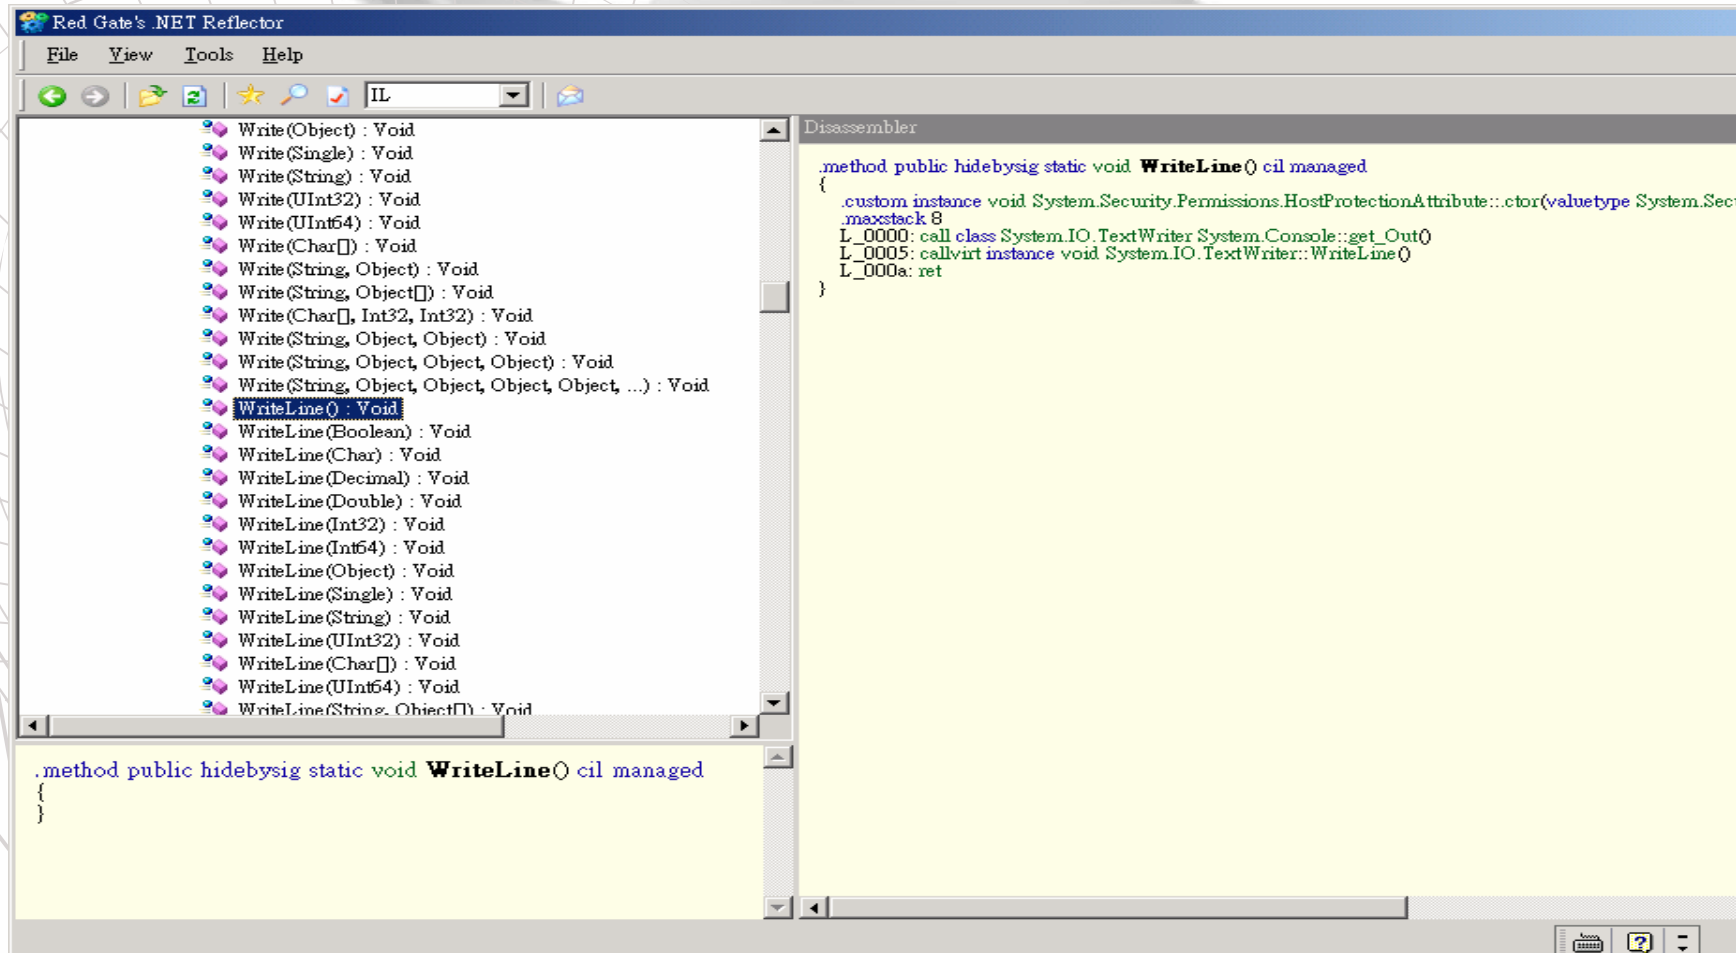 Red Gate's .NET Reflector
File View Tools Help
IL
Write(Object) : Void
Write(Single) : Void
Write(String) : Void
Write(UInt32) : Void
Write(UInt64) : Void
Write(Char[]) : Void
Write(String, Object) : Void
Write(String, Object[]) : Void
Write(Char[], Int32, Int32) : Void
Write(String, Object, Object) : Void
Write(String, Object, Object, Object) : Void
Write(String, Object, Object, Object, Object, ...) : Void
WriteLine() : Void
WriteLine(Boolean) : Void
WriteLine(Char) : Void
WriteLine(Decimal) : Void
WriteLine(Double) : Void
WriteLine(Int32) : Void
WriteLine(Int64) : Void
WriteLine(Object) : Void
WriteLine(Single) : Void
WriteLine(String) : Void
WriteLine(UInt32) : Void
WriteLine(Char[]) : Void
WriteLine(UInt64) : Void
WriteLine(String, Object[]) : Void
.method public hidebysig static void WriteLine() cil managed
{
}
Disassembler
.method public hidebysig static void WriteLine() cil managed
{
.custom instance void System.Security.Permissions.HostProtectionAttribute::.ctor(valuetype System.Sec
.maxstack 8
L_0000: call class System.IO.TextWriter System.Console::get_Out()
L_0005: callvirt instance void System.IO.TextWriter::WriteLine()
L_000a: ret
}